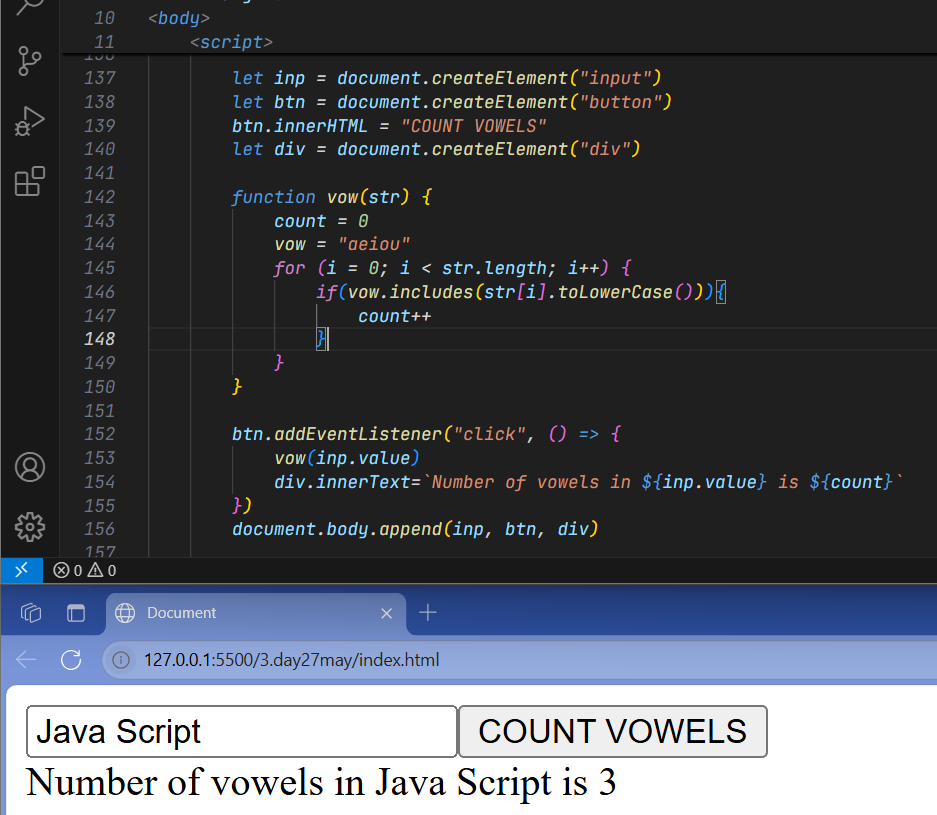 10 <body>
11 <script>
137 let inp = document.createElement("input")
138 let btn = document.createElement("button")
139 btn.innerHTML = "COUNT VOWELS"
140 let div = document.createElement("div")
141
142 function vow(str) {
143 count = 0
144 vow = "aeiou"
145 for (i = 0; i < str.length; i++) {
146 if(vow.includes(str[i].toLowerCase())){
147 count++
148 }
149 }
150 }
151
152 btn.addEventListener("click", () => {
153 vow(inp.value)
154 div.innerText=`Number of vowels in ${inp.value} is ${count}`
155 })
156 document.body.append(inp, btn, div)
157
0 0
Document
127.0.0.1:5500/3.day27may/index.html
Java Script COUNT VOWELS
Number of vowels in Java Script is 3